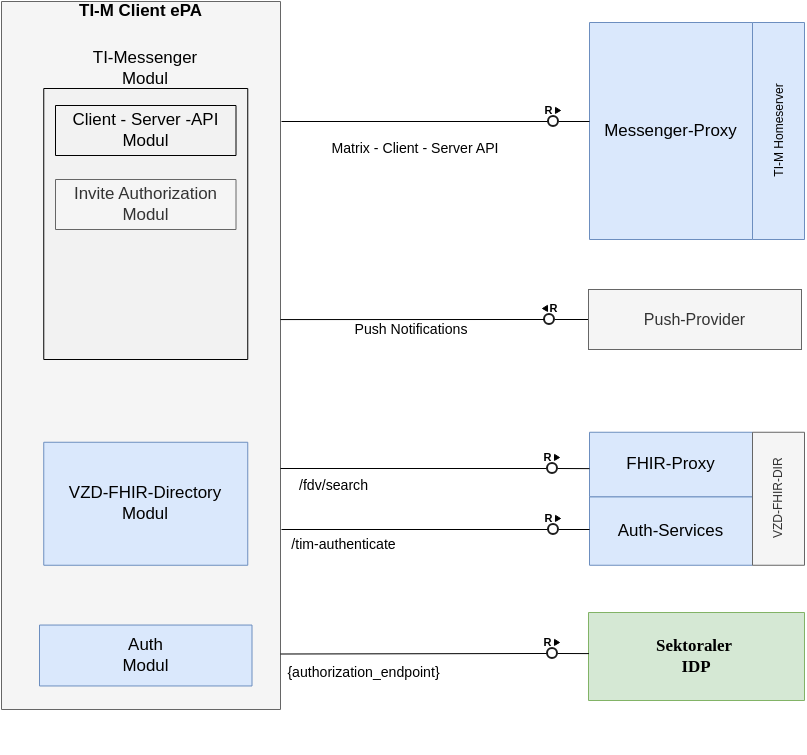 TI-M Client ePA
TI-Messenger
Modul
Client - Server -API
Modul
Invite Authorization
Modul
R
Matrix - Client - Server API
Messenger-Proxy
TI-M Homeserver
R
Push Notifications
Push-Provider
VZD-FHIR-Directory
Modul
R
/fdv/search
FHIR-Proxy
R
/tim-authenticate
Auth-Services
VZD-FHIR-DIR
Auth
Modul
R
{authorization_endpoint}
Sektoraler
IDP